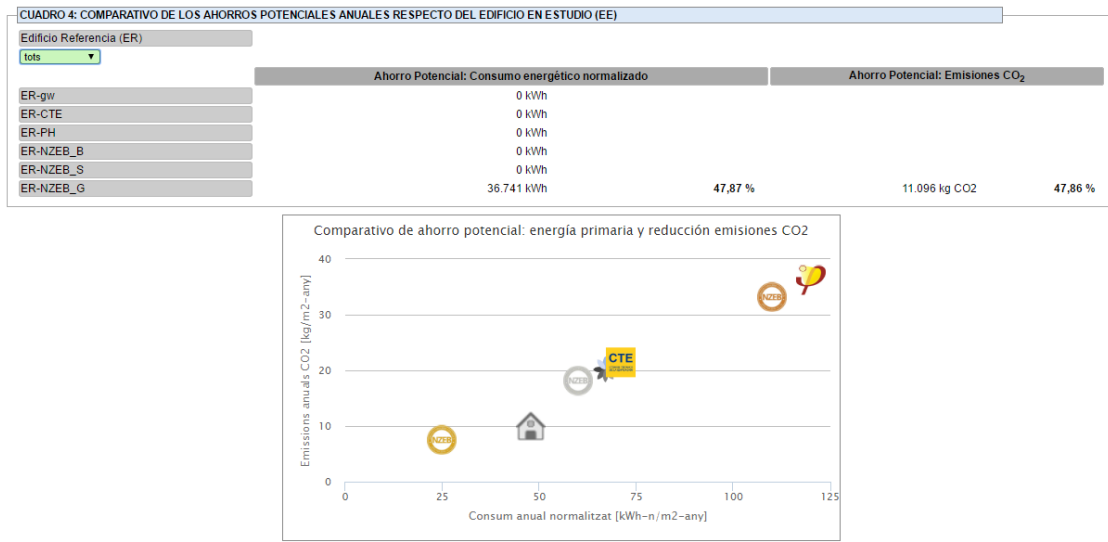 CUADRO 4: COMPARATIVO DE LOS AHORROS POTENCIALES ANUALES RESPECTO DEL EDIFICIO EN ESTUDIO (EE)
Edificio Referencia (ER)
tots
Ahorro Potencial: Consumo energético normalizado Ahorro Potencial: Emisiones CO2
ER-gw 0 kWh
ER-CTE 0 kWh
ER-PH 0 kWh
ER-NZEB_B 0 kWh
ER-NZEB_S 0 kWh
ER-NZEB_G 36.741 kWh 47,87 % 11.096 kg CO2 47,86 %
Comparativo de ahorro potencial: energía primaria y reducción emisiones CO2
Emissions anuals CO2 [kg/m2-any]
40
30
20
10
0
NZEB
CTE
NZEB
NZEB
0 25 50 75 100 125
Consum anual normalitzat [kWh-n/m2-any]